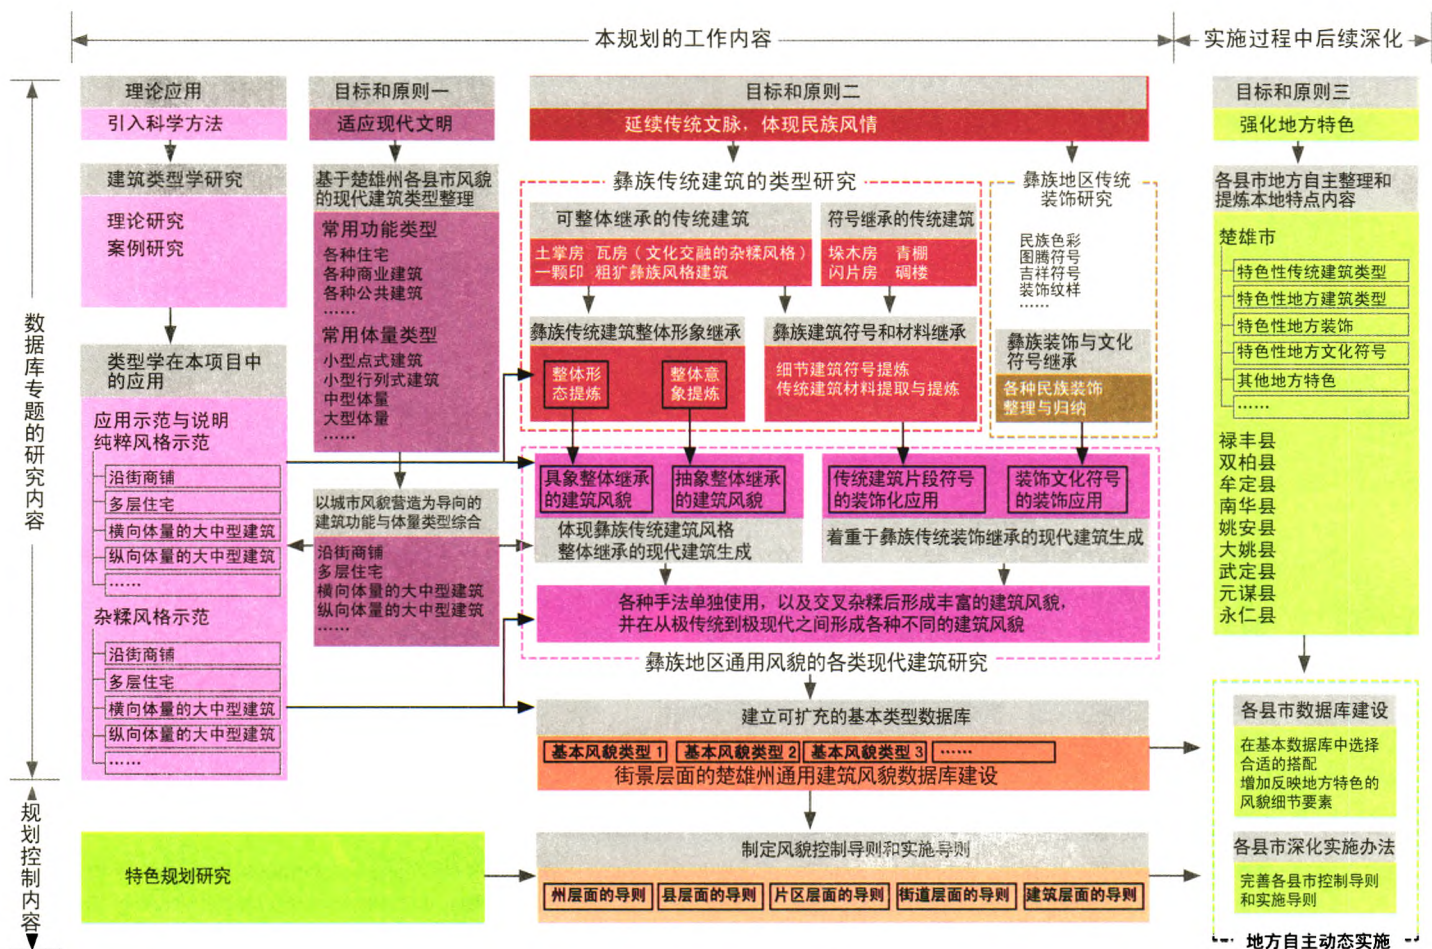 本规划的工作内容
实施过程中后续深化
数据库专题的研究内容
规划控制内容
理论应用
引入科学方法
建筑类型学研究
理论研究
案例研究
类型学在本项目中
的应用
应用示范与说明
纯粹风格示范
沿街商铺
多层住宅
横向体量的大中型建筑
纵向体量的大中型建筑
……
杂糅风格示范
沿街商铺
多层住宅
横向体量的大中型建筑
纵向体量的大中型建筑
……
特色规划研究
目标和原则一
适应现代文明
基于楚雄州各县市风貌
的现代建筑类型整理
常用功能类型
各种住宅
各种商业建筑
各种公共建筑
……
常用体量类型
小型点式建筑
小型行列式建筑
中型体量
大型体量
……
以城市风貌营造为导向的
建筑功能与体量类型综合
沿街商铺
多层住宅
横向体量的大中型建筑
纵向体量的大中型建筑
……
目标和原则二
延续传统文脉，体现民族风情
彝族传统建筑的类型研究
可整体继承的传统建筑
土掌房 瓦房（文化交融的杂糅风格）
一颗印 粗犷彝族风格建筑
符号继承的传统建筑
垛木房 青棚
闪片房 碉楼
彝族传统建筑整体形象继承
整体形
态提炼
整体意
象提炼
彝族建筑符号和材料继承
细节建筑符号提炼
传统建筑材料提取与提炼
彝族地区传统
装饰研究
民族色彩
图腾符号
吉祥符号
装饰纹样
……
彝族装饰与文化
符号继承
各种民族装饰
整理与归纳
具象整体继承
的建筑风貌
抽象整体继承
的建筑风貌
传统建筑片段符号
的装饰化应用
装饰文化符号
的装饰应用
体现彝族传统建筑风格
整体继承的现代建筑生成
着重于彝族传统装饰继承的现代建筑生成
各种手法单独使用，以及交叉杂糅后形成丰富的建筑风貌，
并在从极传统到极现代之间形成各种不同的建筑风貌
彝族地区通用风貌的各类现代建筑研究
建立可扩充的基本类型数据库
基本风貌类型 1
基本风貌类型 2
基本风貌类型 3
……
街景层面的楚雄州通用建筑风貌数据库建设
制定风貌控制导则和实施导则
州层面的导则
县层面的导则
片区层面的导则
街道层面的导则
建筑层面的导则
目标和原则三
强化地方特色
各县市地方自主整理和
提炼本地特点内容
楚雄市
特色性传统建筑类型
特色性地方建筑类型
特色性地方装饰
特色性地方文化符号
其他地方特色
……
禄丰县
双柏县
牟定县
南华县
姚安县
大姚县
武定县
元谋县
永仁县
各县市数据库建设
在基本数据库中选择
合适的搭配
增加反映地方特色的
风貌细节要素
各县市深化实施办法
完善各县市控制导则
和实施导则
地方自主动态实施